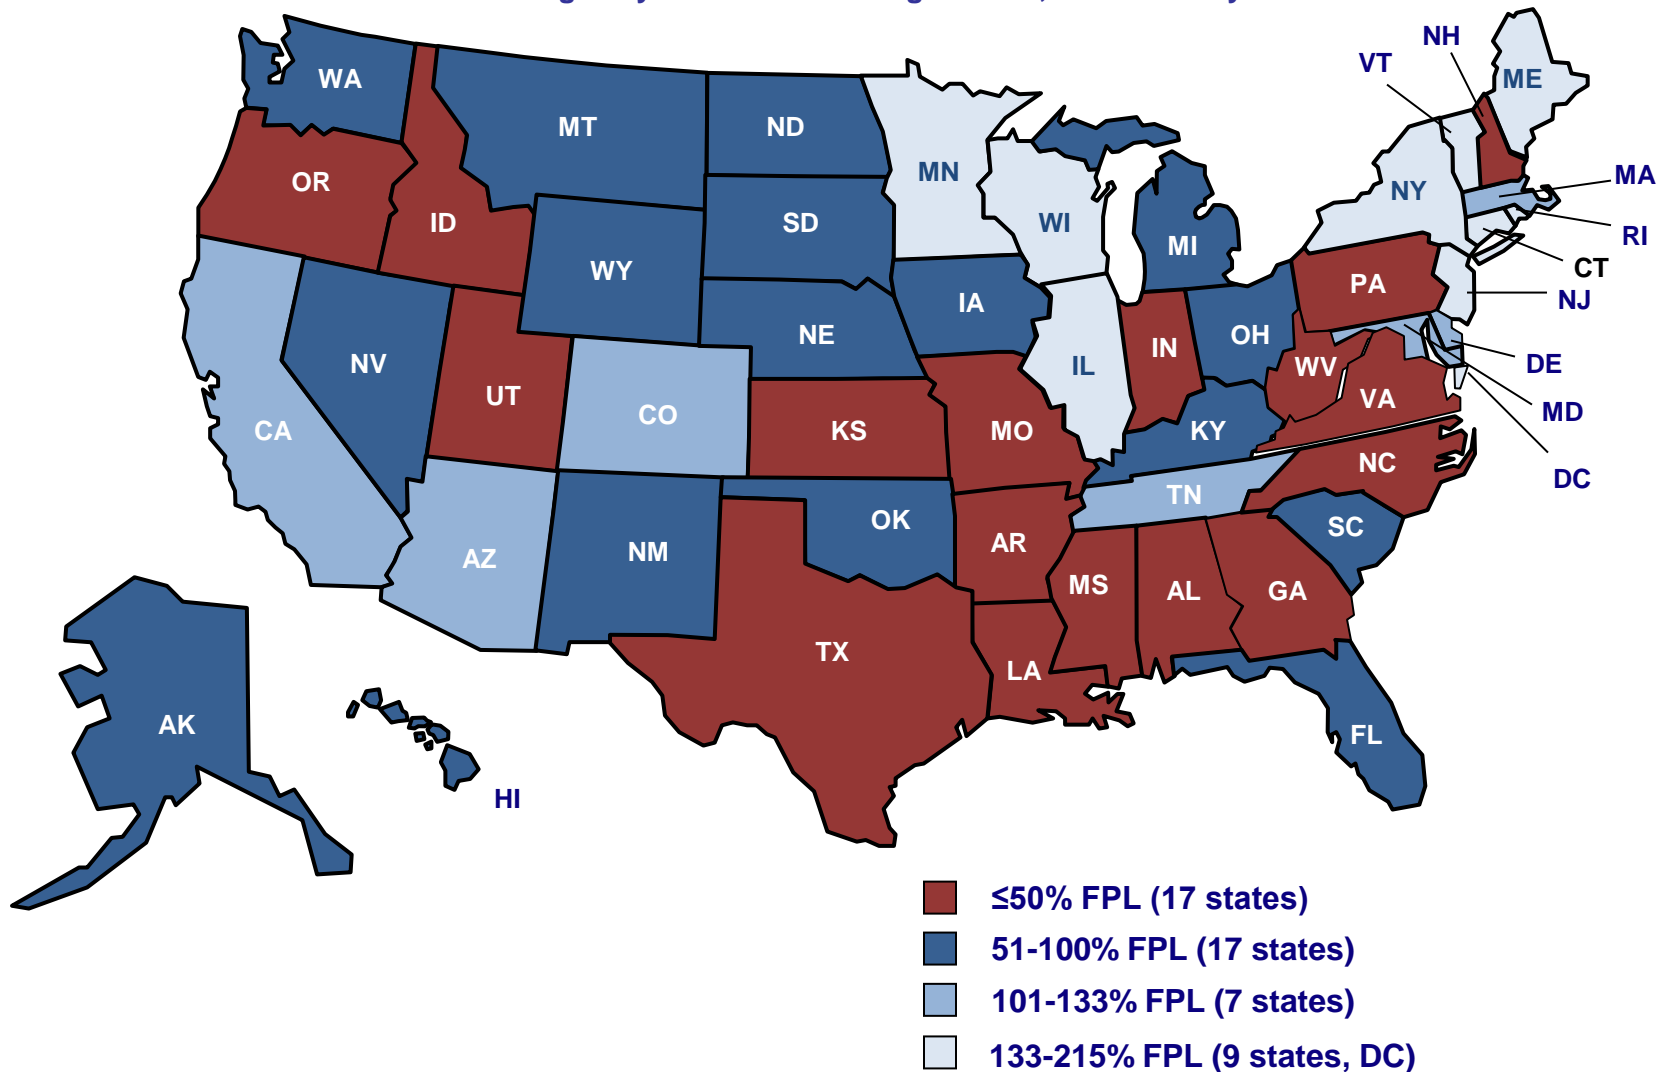 NH
VT
ME
WA
MT
ND
MN
OR
ID
SD
WI
MI
NY
MA
RI
CT
WY
IA
PA
NJ
NE
OH
IN
NV
IL
WV
DE
UT
CO
VA
MD
CA
KS
MO
KY
NC
DC
TN
OK
SC
AZ
NM
AR
MS
AL
GA
TX
LA
AK
FL
HI
≤50% FPL (17 states)
51-100% FPL (17 states)
101-133% FPL (7 states)
133-215% FPL (9 states, DC)